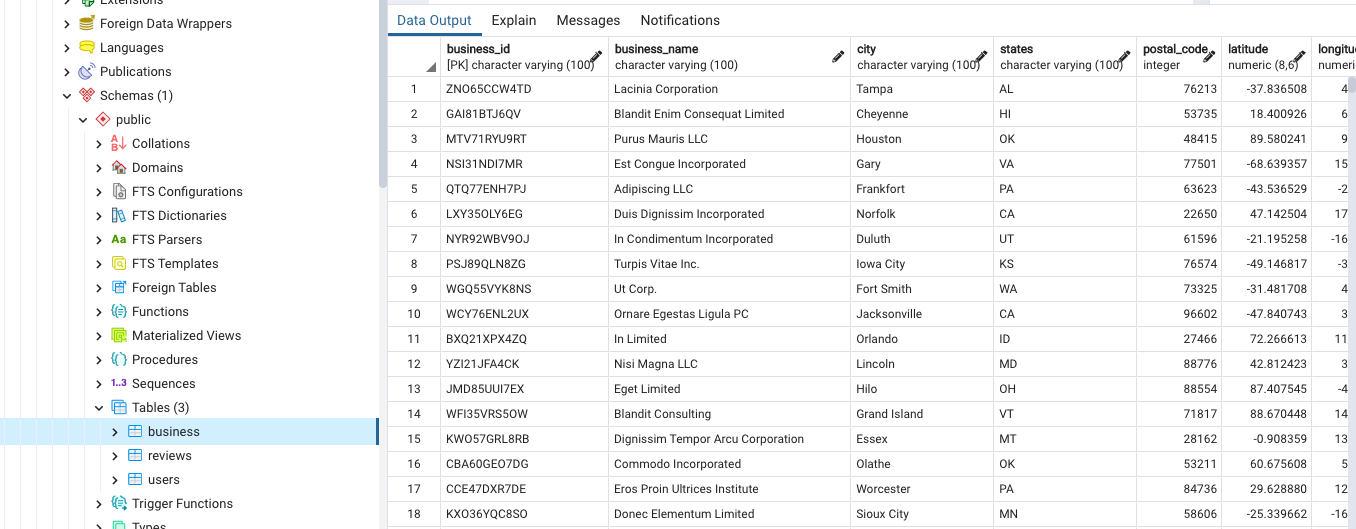 Extensions
Foreign Data Wrappers
Languages
Publications
Schemas (1)
public
Collations
Domains
FTS Configurations
FTS Dictionaries
Aa FTS Parsers
FTS Templates
Foreign Tables
Functions
Materialized Views
Procedures
1..3 Sequences
Tables (3)
business
reviews
users
Trigger Functions
Types
Data Output Explain Messages Notifications
business_id business_name city states postal_code latitude
[PK] character varying (100) character varying (100) character varying (100) character varying (100) integer numeric (8,6)
1 ZNO65CCW4TD Lacinia Corporation Tampa AL 76213 -37.836508 4
2 GAI81BTJ6QV Blandit Enim Consequat Limited Cheyenne HI 53735 18.400926 6
3 MTV71RYU9RT Purus Mauris LLC Houston OK 48415 89.580241 9
4 NSI31NDI7MR Est Congue Incorporated Gary VA 77501 -68.639357 15
5 QTQ77ENH7PJ Adipiscing LLC Frankfort PA 63623 -43.536529 -2
6 LXY35OLY6EG Duis Dignissim Incorporated Norfolk CA 22650 47.142504 17
7 NYR92WBV9OJ In Condimentum Incorporated Duluth UT 61596 -21.195258 -16
8 PSJ89QLN8ZG Turpis Vitae Inc. Iowa City KS 76574 -49.146817 -3
9 WGQ55VYK8NS Ut Corp. Fort Smith WA 73325 -31.481708 4
10 WCY76ENL2UX Ornare Egestas Ligula PC Jacksonville CA 96602 -47.840743 3
11 BXQ21XPX4ZQ In Limited Orlando ID 27466 72.266613 11
12 YZI21JFA4CK Nisi Magna LLC Lincoln MD 88776 42.812423 3
13 JMD85UUI7EX Eget Limited Hilo OH 88554 87.407545 -4
14 WFI35VRS5OW Blandit Consulting Grand Island VT 71817 88.670448 14
15 KWO57GRL8RB Dignissim Tempor Arcu Corporation Essex MT 28162 -0.908359 13
16 CBA60GEO7DG Commodo Incorporated Olathe OK 53211 60.675608 5
17 CCE47DXR7DE Eros Proin Ultrices Institute Worcester PA 84736 29.628880 12
18 KXO36YQC8SO Donec Elementum Limited Sioux City MN 58606 -25.339662 -16